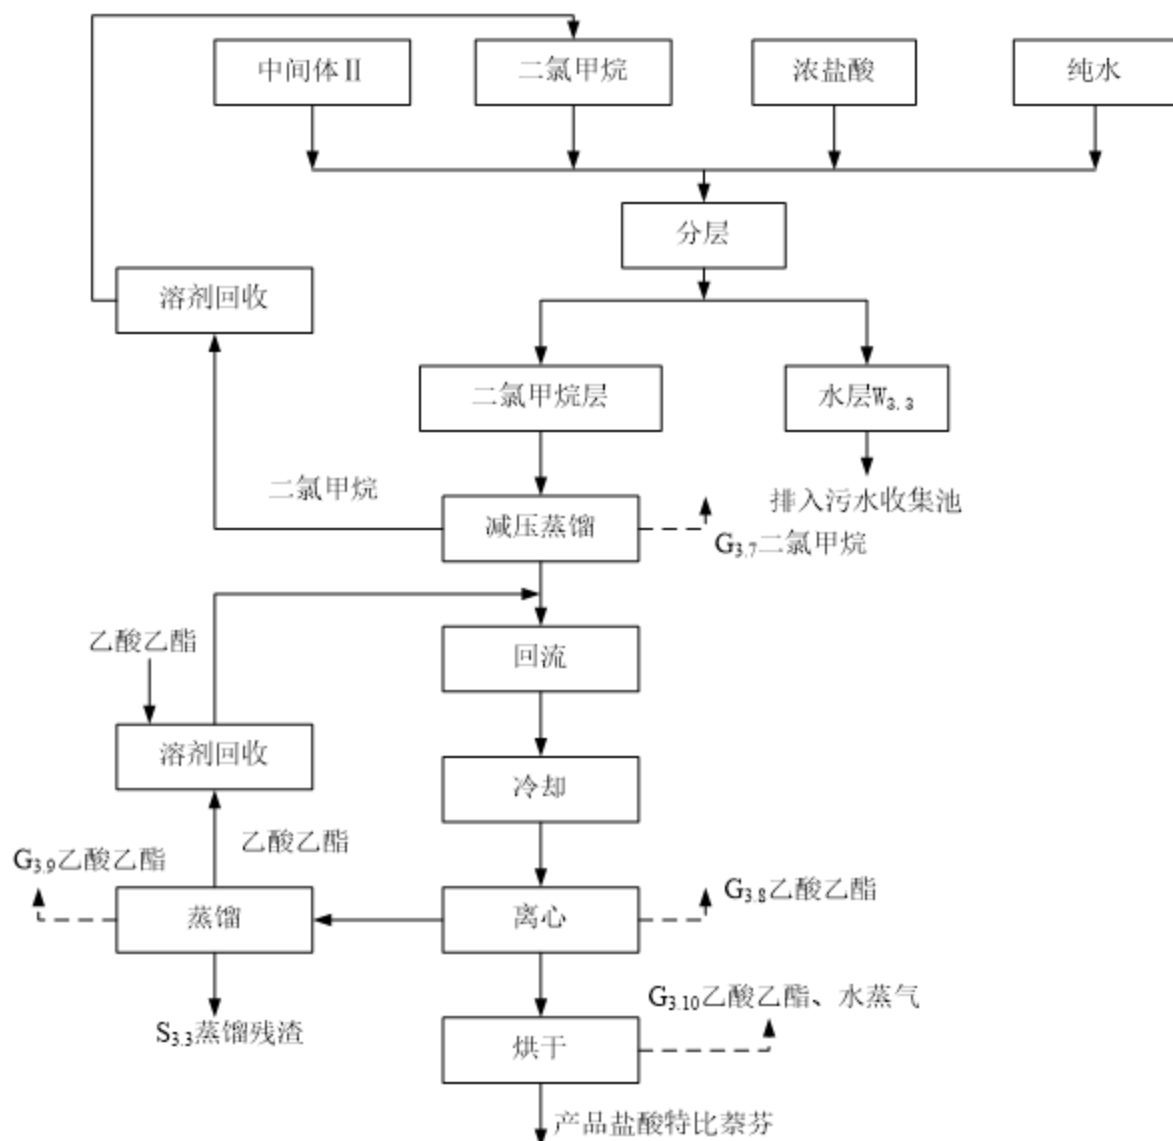 中间体Ⅱ
二氯甲烷
浓盐酸
纯水
分层
溶剂回收
二氯甲烷层
水层W3.3
二氯甲烷
减压蒸馏
排入污水收集池
G3.7二氯甲烷
乙酸乙酯
回流
溶剂回收
冷却
乙酸乙酯
G3.9乙酸乙酯
G3.8乙酸乙酯
蒸馏
离心
G3.10乙酸乙酯、水蒸气
S3.3蒸馏残渣
烘干
产品盐酸特比萘芬